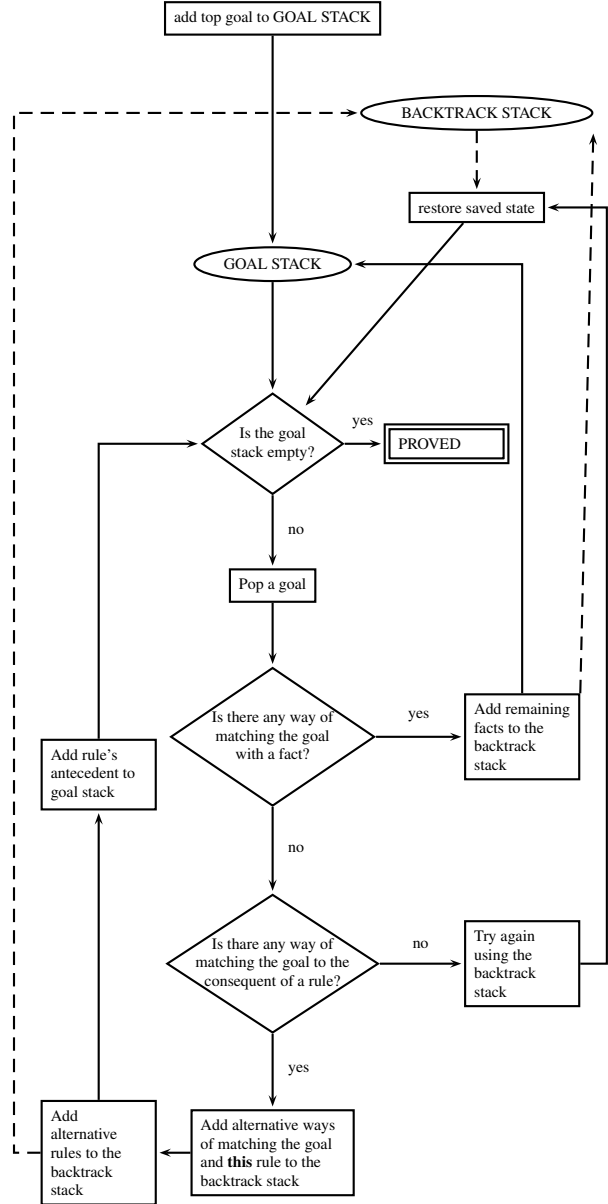 add top goal to GOAL STACK
BACKTRACK STACK
restore saved state
GOAL STACK
yes
Is the goal
stack empty?
PROVED
no
Pop a goal
Is there any way of
matching the goal
with a fact?
yes
Add remaining
facts to the
backtrack
stack
Add rule's
antecedent to
goal stack
no
Is thare any way of
matching the goal to the
consequent of a rule?
no
Try again
using the
backtrack
stack
yes
Add
alternative
rules to the
backtrack
stack
Add alternative ways
of matching the goal
and this rule to the
backtrack stack